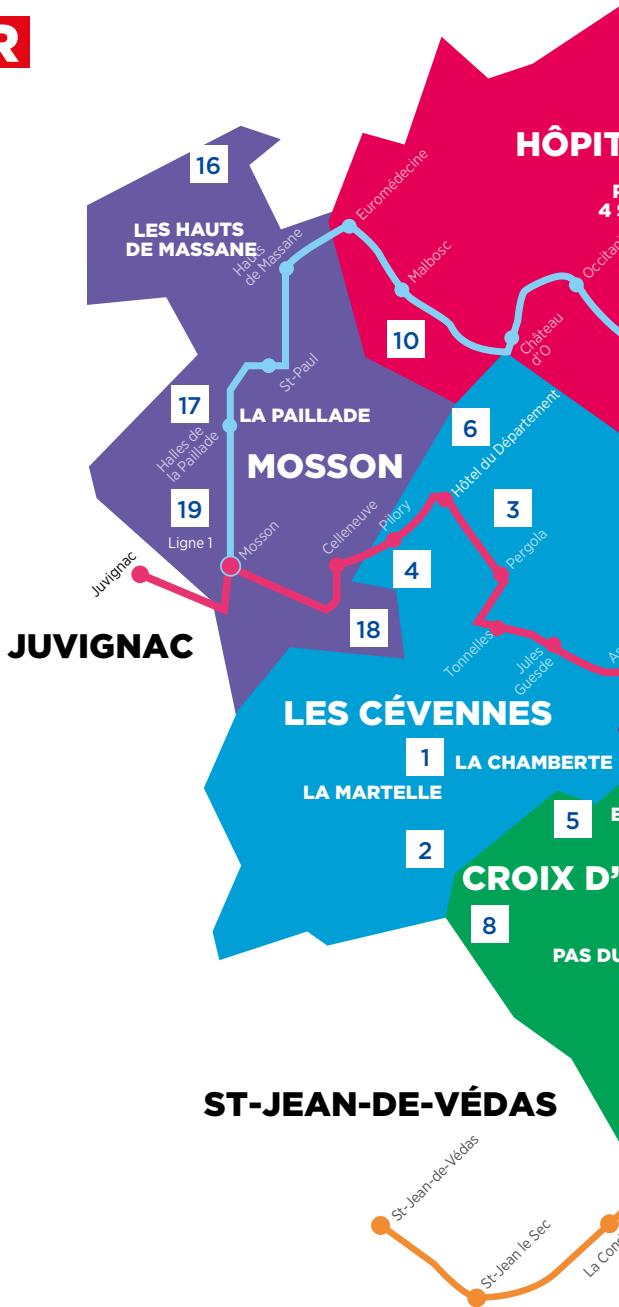 R
HÔPIT
4 S
16
LES HAUTS
DE MASSANE
Hauts
de Massane
Euromédecine
Malbosc
Occitan
Château
d'O
10
St-Paul
17
LA PAILLADE
Halles de
la Paillade
MOSSON
6
Hôtel du Département
3
19
Ligne 1
Mosson
Celleneuve
Pilory
Pergola
4
Juvignac
JUVIGNAC
18
Tonnelles
Jules
Guesde
As
LES CÉVENNES
1
LA CHAMBERTE
LA MARTELLE
5
2
CROIX D'
8
PAS DU
ST-JEAN-DE-VÉDAS
St-Jean-de-Védas
St-Jean le Sec
La Con